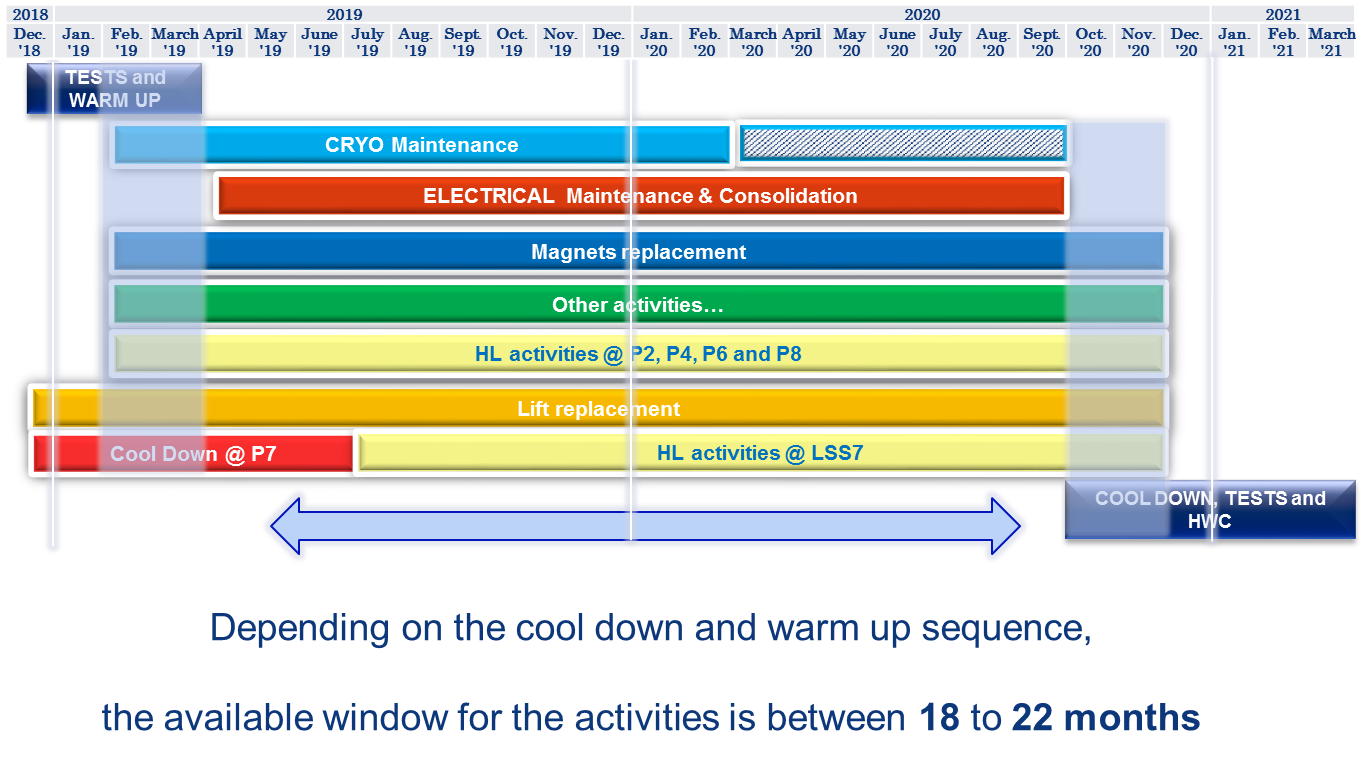 2018 2019 2020 2021
Dec. Jan. Feb. March April May June July Aug. Sept. Oct. Nov. Dec. Jan. Feb. March April May June July Aug. Sept. Oct. Nov. Dec. Jan. Feb. March
'18 '19 '19 '19 '19 '19 '19 '19 '19 '19 '19 '19 '19 '20 '20 '20 '20 '20 '20 '20 '20 '20 '20 '20 '20 '21 '21 '21
TESTS and
WARM UP
CRYO Maintenance
ELECTRICAL Maintenance & Consolidation
Magnets replacement
Other activities…
HL activities @ P2, P4, P6 and P8
Lift replacement
Cool Down @ P7 HL activities @ LSS7
COOL DOWN, TESTS and
HWC
Depending on the cool down and warm up sequence,
the available window for the activities is between 18 to 22 months